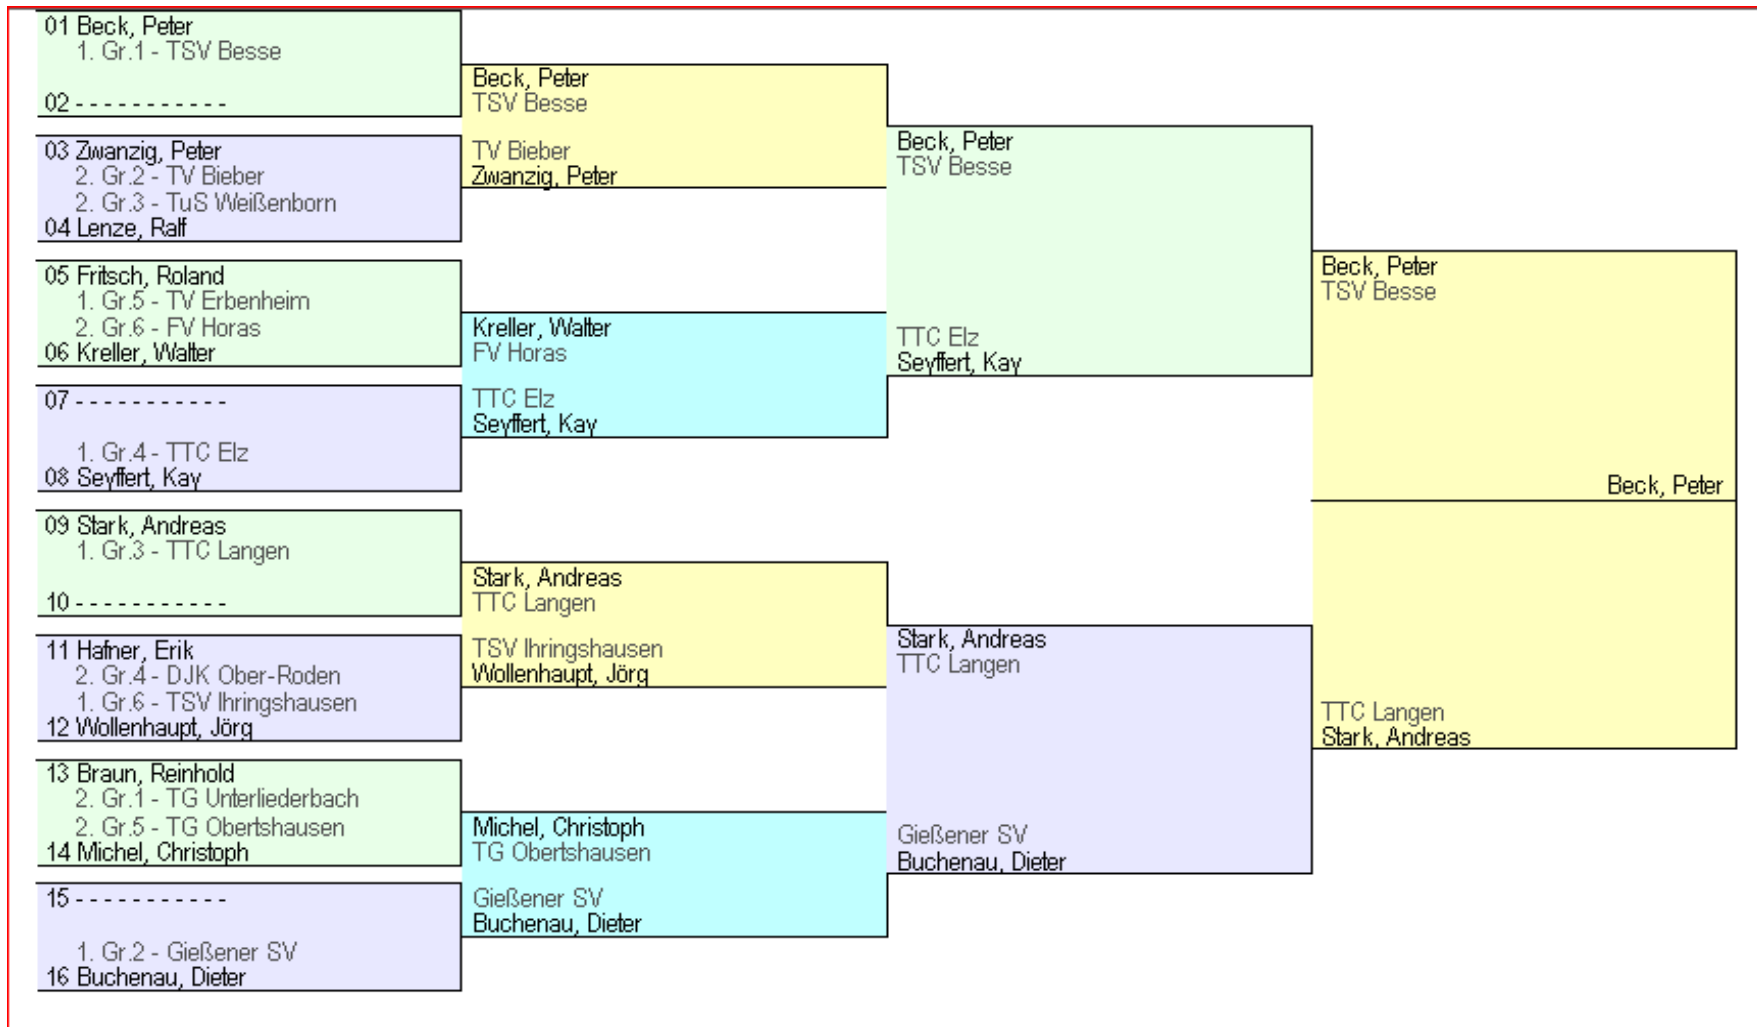 01 Beck, Peter
1. Gr.1 - TSV Besse
02 - - - - - - - - - - -
03 Zwanzig, Peter
2. Gr.2 - TV Bieber
2. Gr.3 - TuS Weißenborn
04 Lenze, Ralf
05 Fritsch, Roland
1. Gr.5 - TV Erbenheim
2. Gr.6 - FV Horas
06 Kreller, Walter
07 - - - - - - - - - - -
1. Gr.4 - TTC Elz
08 Seyffert, Kay
09 Stark, Andreas
1. Gr.3 - TTC Langen
10 - - - - - - - - - - -
11 Hafner, Erik
2. Gr.4 - DJK Ober-Roden
1. Gr.6 - TSV Ihringshausen
12 Wollenhaupt, Jörg
13 Braun, Reinhold
2. Gr.1 - TG Unterliederbach
2. Gr.5 - TG Obertshausen
14 Michel, Christoph
15 - - - - - - - - - - -
1. Gr.2 - Gießener SV
16 Buchenau, Dieter
Beck, Peter
TSV Besse
TV Bieber
Zwanzig, Peter
Kreller, Walter
FV Horas
TTC Elz
Seyffert, Kay
Stark, Andreas
TTC Langen
TSV Ihringshausen
Wollenhaupt, Jörg
Michel, Christoph
TG Obertshausen
Gießener SV
Buchenau, Dieter
Beck, Peter
TSV Besse
TTC Elz
Seyffert, Kay
Stark, Andreas
TTC Langen
Gießener SV
Buchenau, Dieter
Beck, Peter
TSV Besse
Beck, Peter
TTC Langen
Stark, Andreas